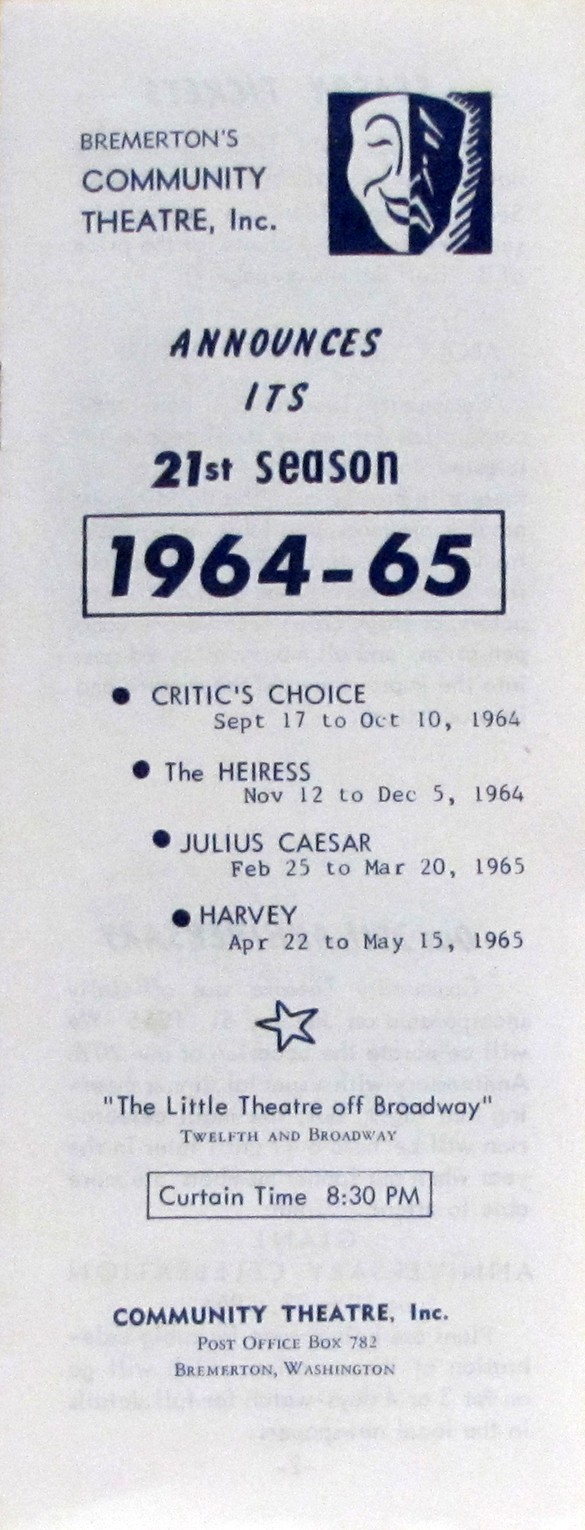 BREMERTON'S
COMMUNITY
THEATRE, Inc.
ANNOUNCES
ITS
21st season
1964-65
● CRITIC'S CHOICE
Sept 17 to Oct 10, 1964
● The HEIRESS
Nov 12 to Dec 5, 1964
● JULIUS CAESAR
Feb 25 to Mar 20, 1965
● HARVEY
Apr 22 to May 15, 1965
"The Little Theatre off Broadway"
TWELFTH AND BROADWAY
Curtain Time 8:30 PM
COMMUNITY THEATRE, Inc.
POST OFFICE BOX 782
BREMERTON, WASHINGTON